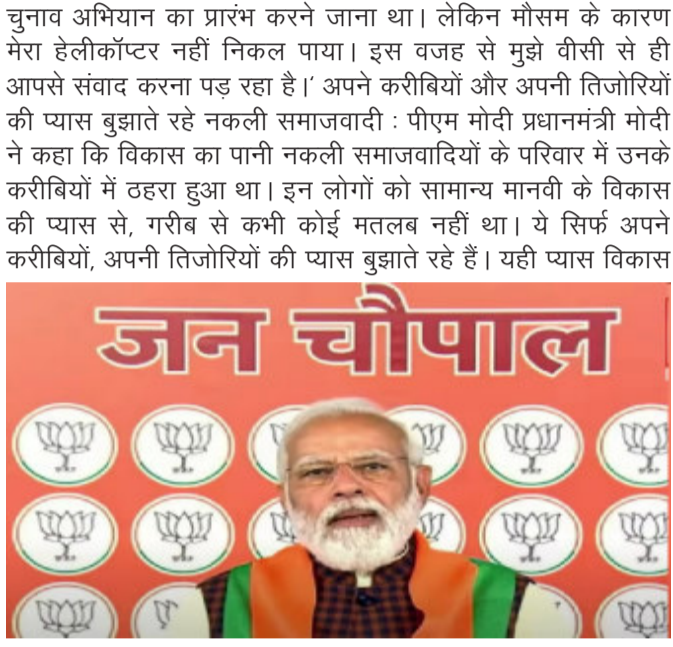 चुनाव अभियान का प्रारंभ करने जाना था। लेकिन मौसम के कारण
मेरा हेलीकॉप्टर नहीं निकल पाया। इस वजह से मुझे वीसी से ही
आपसे संवाद करना पड़ रहा है।’ अपने करीबियों और अपनी तिजोरियों
की प्यास बुझाते रहे नकली समाजवादी : पीएम मोदी प्रधानमंत्री मोदी
ने कहा कि विकास का पानी नकली समाजवादियों के परिवार में उनके
करीबियों में ठहरा हुआ था। इन लोगों को सामान्य मानवी के विकास
की प्यास से, गरीब से कभी कोई मतलब नहीं था। ये सिर्फ अपने
करीबियों, अपनी तिजोरियों की प्यास बुझाते रहे हैं। यही प्यास विकास
जन चौपाल